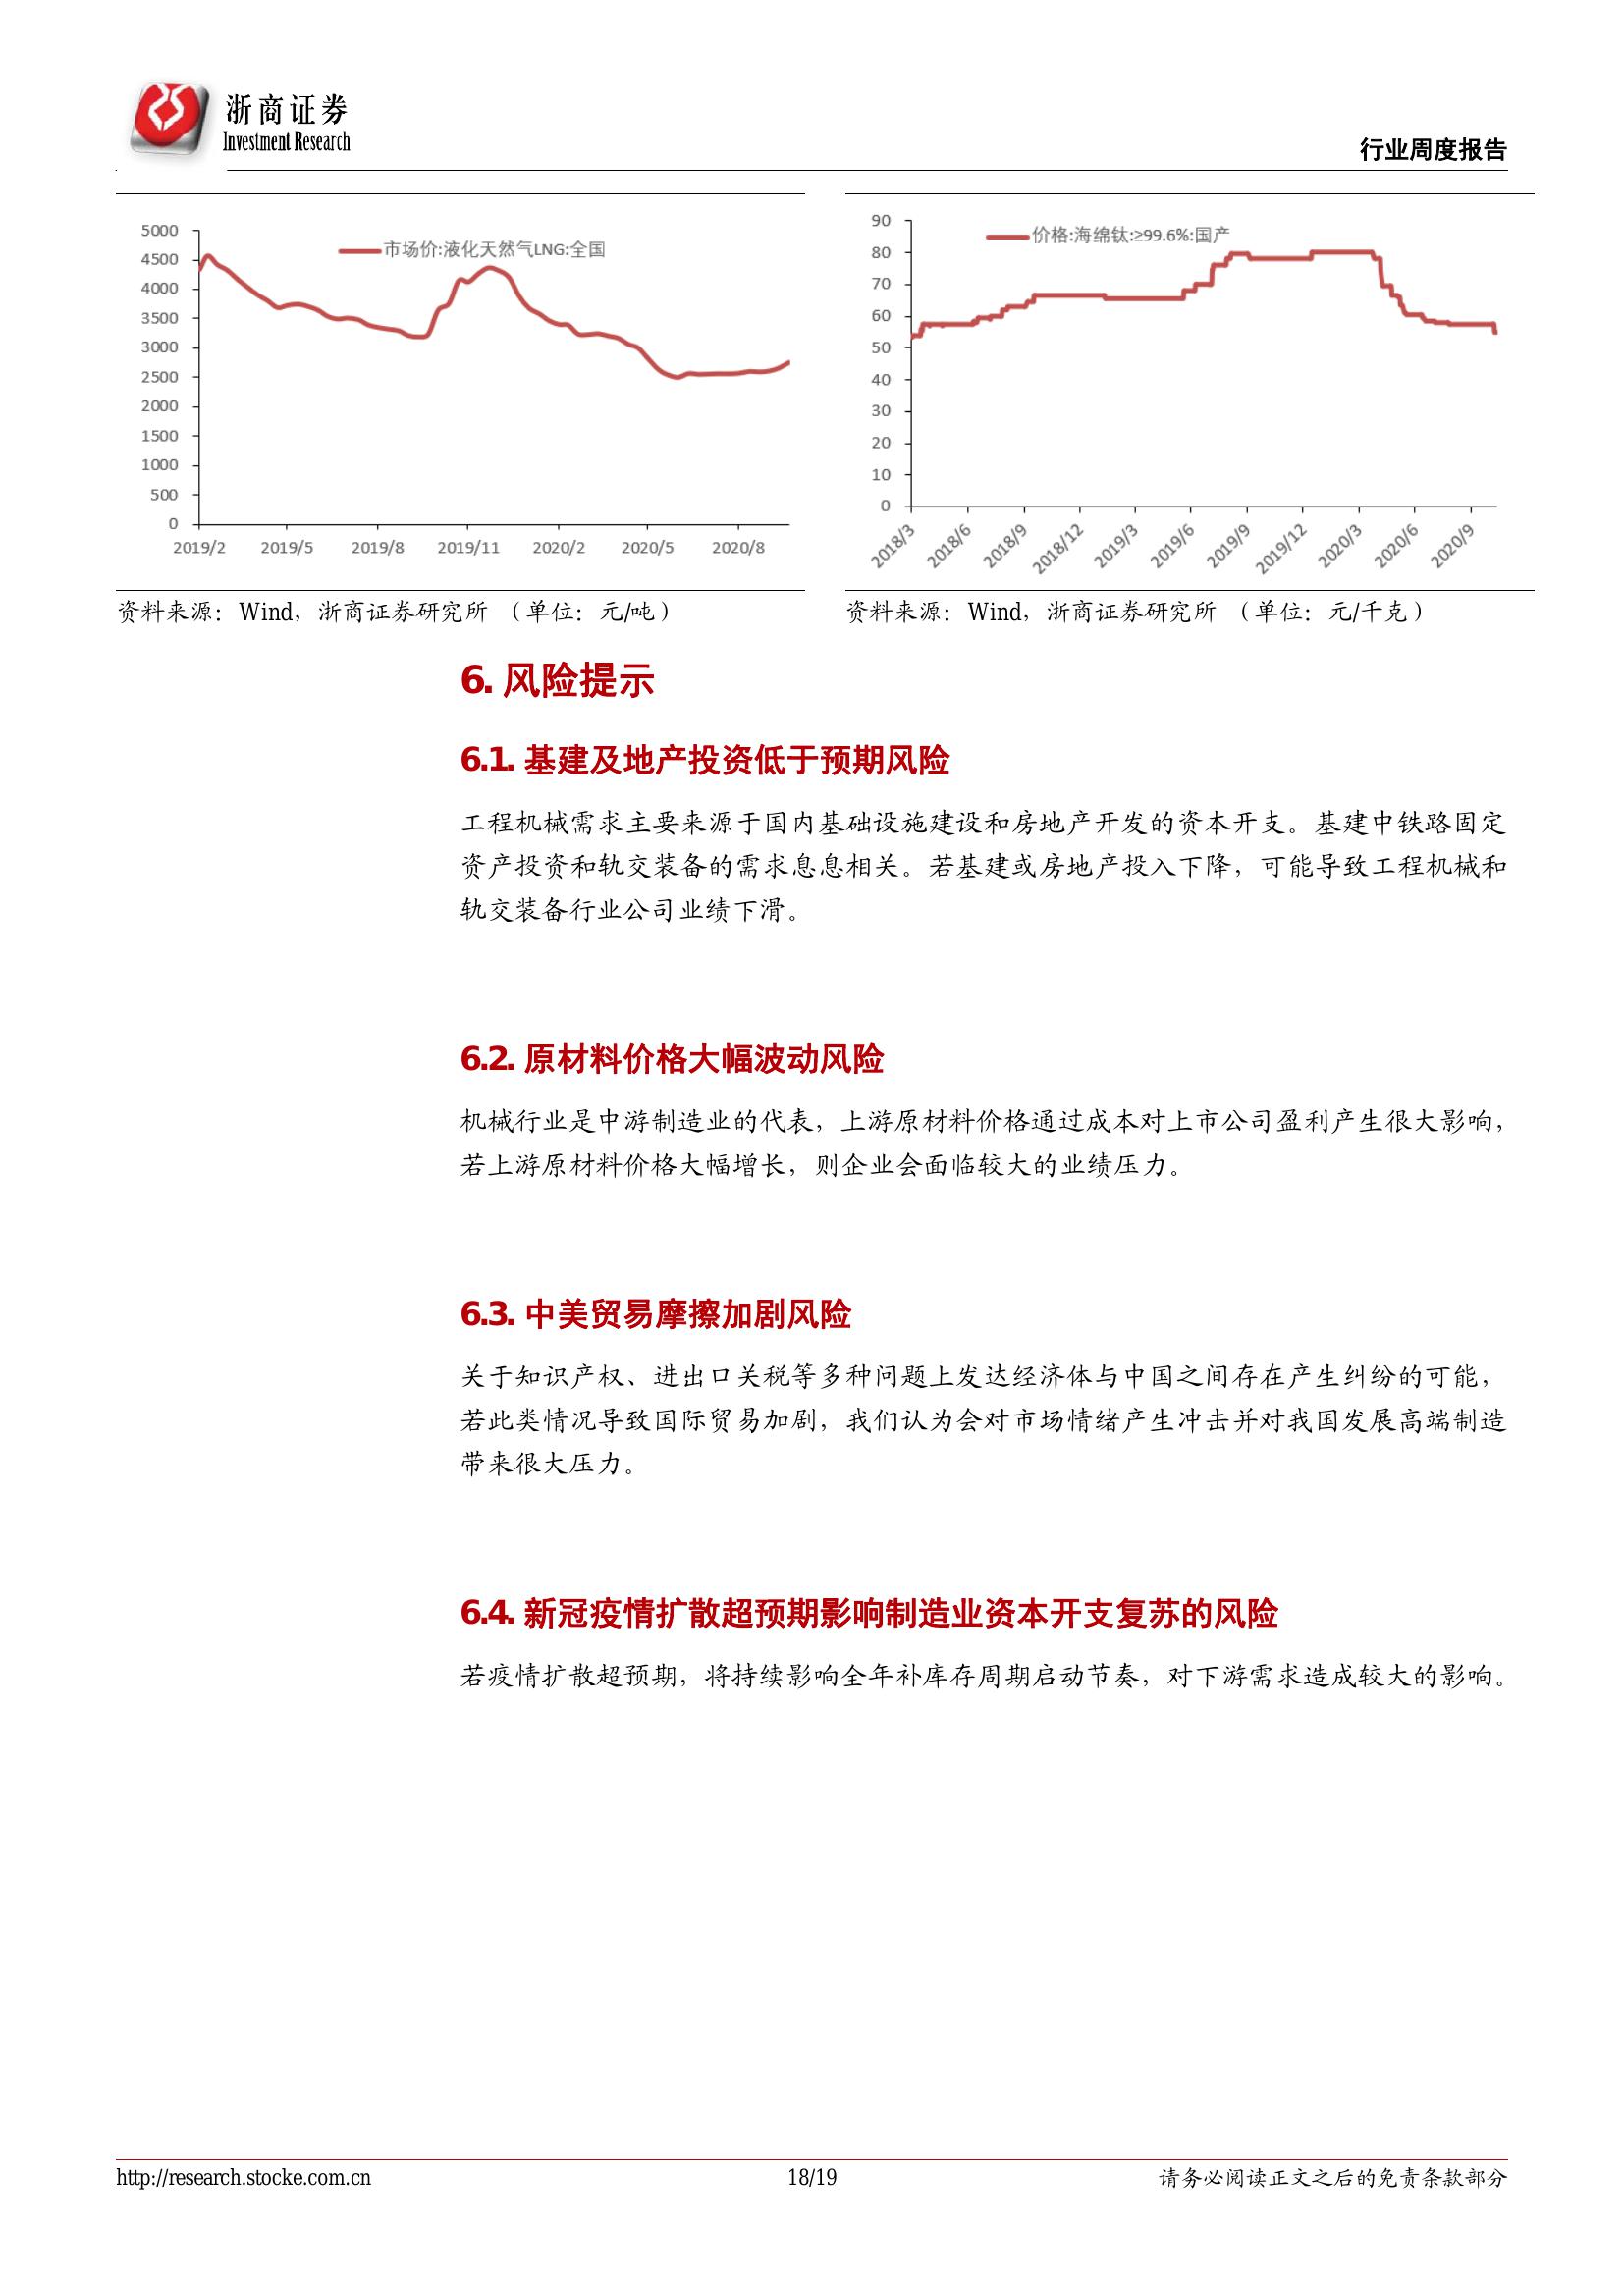 浙商证券
Investment Research
行业周度报告
5000
4500
4000
3500
3000
2500
2000
1500
1000
500
0
市场价:液化天然气LNG:全国
2019/2 2019/5 2019/8 2019/11 2020/2 2020/5 2020/8
资料来源：Wind，浙商证券研究所 （单位：元/吨）
90
80
70
60
50
40
30
20
10
0
价格:海绵钛:≥99.6%:国产
2018/3 2018/6 2018/9 2018/12 2019/3 2019/6 2019/9 2019/12 2020/3 2020/6 2020/9
资料来源：Wind，浙商证券研究所 （单位：元/千克）
6. 风险提示
6.1. 基建及地产投资低于预期风险
工程机械需求主要来源于国内基础设施建设和房地产开发的资本开支。基建中铁路固定
资产投资和轨交装备的需求息息相关。若基建或房地产投入下降，可能导致工程机械和
轨交装备行业公司业绩下滑。
6.2. 原材料价格大幅波动风险
机械行业是中游制造业的代表，上游原材料价格通过成本对上市公司盈利产生很大影响，
若上游原材料价格大幅增长，则企业会面临较大的业绩压力。
6.3. 中美贸易摩擦加剧风险
关于知识产权、进出口关税等多种问题上发达经济体与中国之间存在产生纠纷的可能，
若此类情况导致国际贸易加剧，我们认为会对市场情绪产生冲击并对我国发展高端制造
带来很大压力。
6.4. 新冠疫情扩散超预期影响制造业资本开支复苏的风险
若疫情扩散超预期，将持续影响全年补库存周期启动节奏，对下游需求造成较大的影响。
http://research.stocke.com.cn
18/19
请务必阅读正文之后的免责条款部分